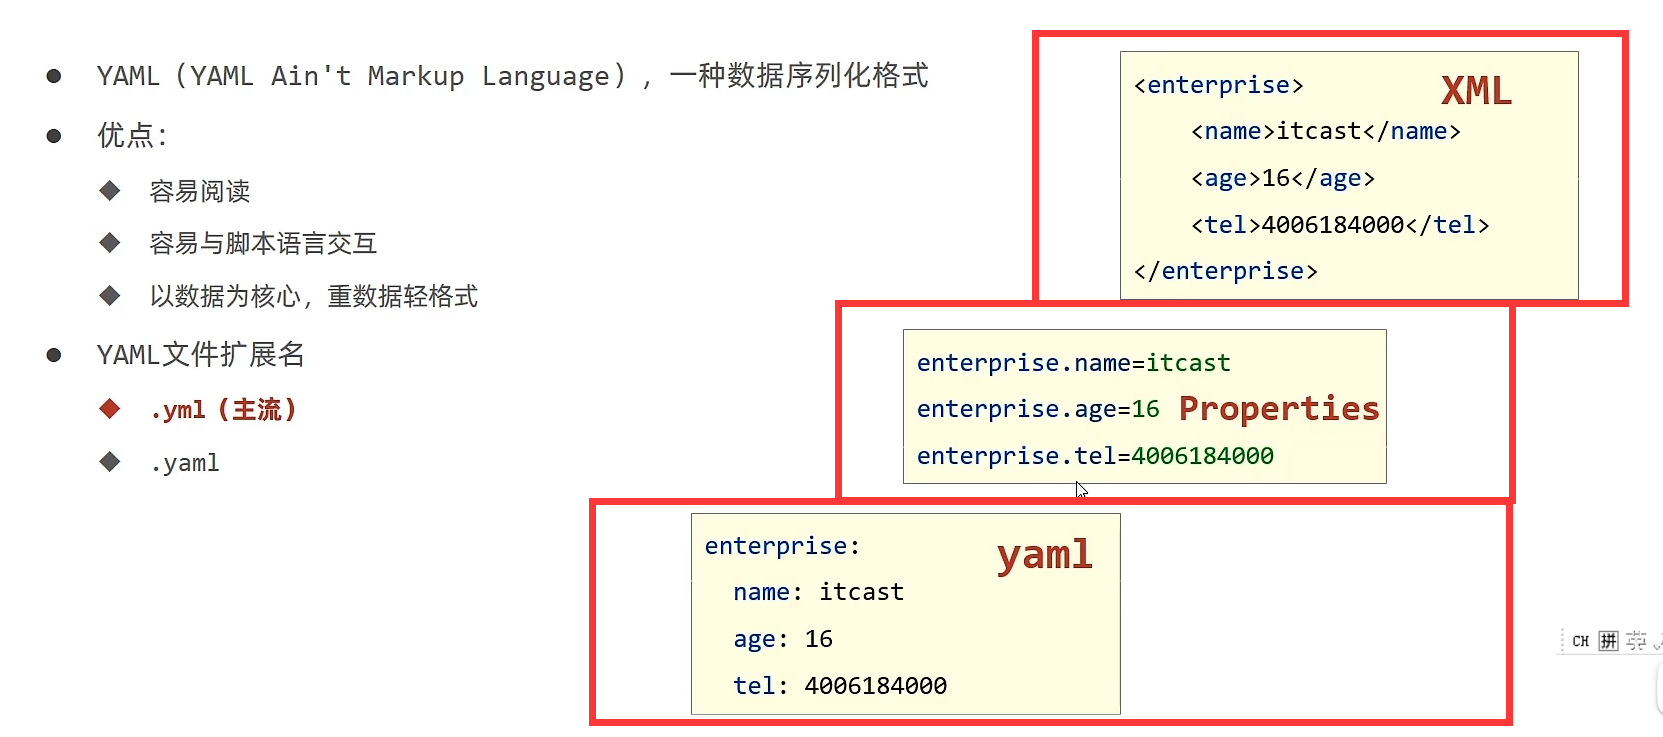 YAML（YAML Ain't Markup Language），一种数据序列化格式
优点：
容易阅读
容易与脚本语言交互
以数据为核心，重数据轻格式
YAML文件扩展名
.yml（主流）
.yaml
<enterprise>
XML
<name>itcast</name>
<age>16</age>
<tel>4006184000</tel>
</enterprise>
enterprise.name=itcast
enterprise.age=16
Properties
enterprise.tel=4006184000
enterprise:
yaml
name: itcast
age: 16
tel: 4006184000
CH 拼 英